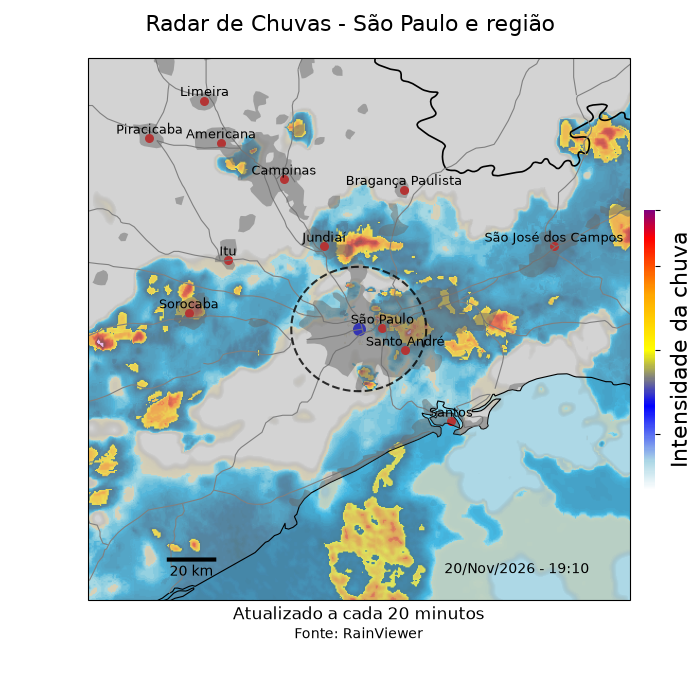 Radar de Chuvas - São Paulo e região
Limeira
Piracicaba
Americana
Campinas
Bragança Paulista
Jundiaí
São José dos Campos
Itu
Sorocaba
São Paulo
Santo André
Santos
20 km
20/Nov/2026 - 19:10
Intensidade da chuva
Atualizado a cada 20 minutos
Fonte: RainViewer